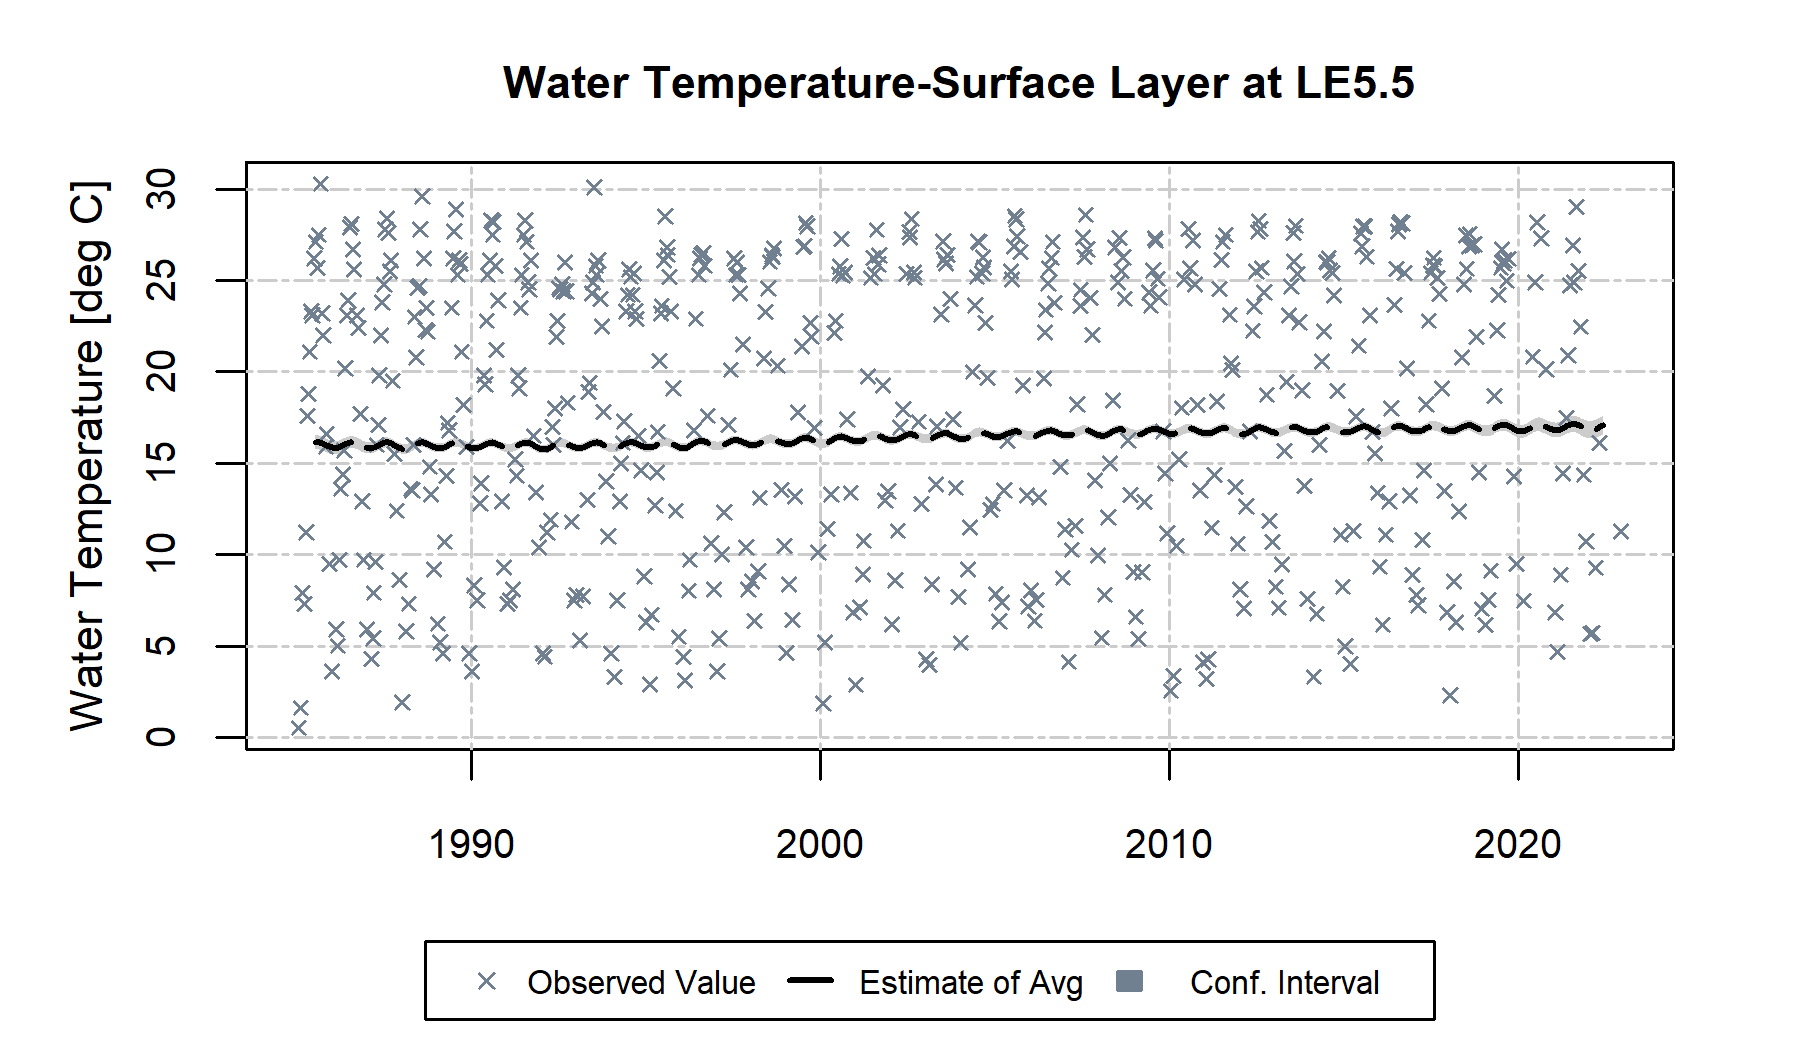 Water Temperature-Surface Layer at LE5.5
Water Temperature [deg C]
30
25
20
15
10
5
0
1990 2000 2010 2020
Observed Value Estimate of Avg Conf. Interval